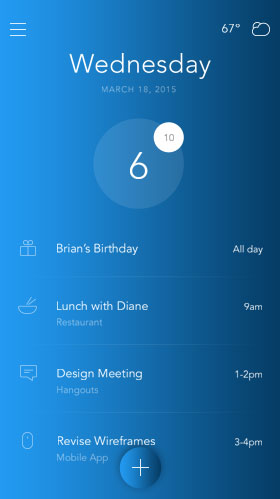 67°
Wednesday
MARCH 18, 2015
10
6
Brian's Birthday
All day
Lunch with Diane
9am
Restaurant
Design Meeting
1-2pm
Hangouts
Revise Wireframes
3-4pm
Mobile App